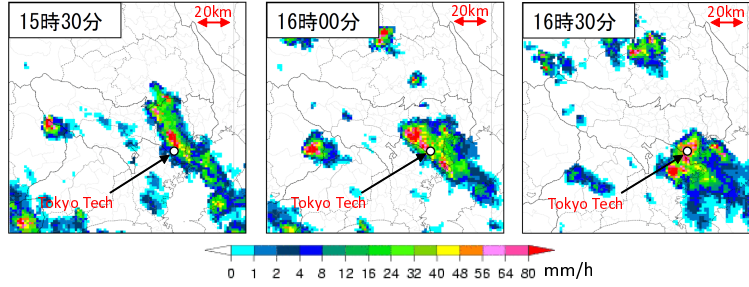 15時30分
20km
16時00分
20km
16時30分
20km
Tokyo Tech
Tokyo Tech
Tokyo Tech
0 1 2 4 8 12 16 24 32 40 48 56 64 80 mm/h